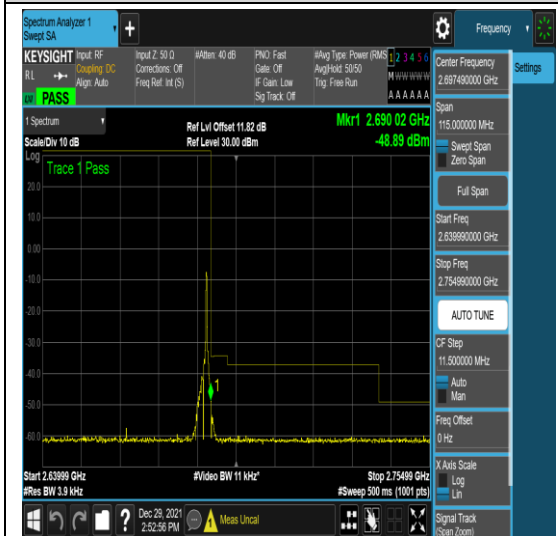 Spectrum Analyzer 1
Swept SA
+
Frequency
KEYSIGHT
RL
PASS
Input: RF
Coupling: DC
Align: Auto
Input Z: 50 Ω
Corrections: Off
Freq Ref: Int (S)
#Atten: 40 dB
PNO: Fast
Gate: Off
IF Gain: Low
Sig Track: Off
#Avg Type: Power (RMS
Avg|Hold: 50/50
Trig: Free Run
1 2 3 4 5 6
M W W W W W
A A A A A A
Center Frequency
2.697490000 GHz
Settings
Span
115.000000 MHz
Swept Span
Zero Span
Full Span
Start Freq
2.639990000 GHz
Stop Freq
2.754990000 GHz
AUTO TUNE
CF Step
11.500000 MHz
Auto
Man
Freq Offset
0 Hz
X Axis Scale
Log
Lin
Signal Track
(Span Zoom)
1 Spectrum
Scale/Div 10 dB
Log
Ref Lvl Offset 11.82 dB
Ref Level 30.00 dBm
Mkr1 2.690 02 GHz
-48.89 dBm
Trace 1 Pass
20.0
10.0
0.00
-10.0
-20.0
-30.0
-40.0
-50.0
-60.0
1
Start 2.63999 GHz
#Res BW 3.9 kHz
#Video BW 11 kHz*
Stop 2.75499 GHz
#Sweep 500 ms (1001 pts)
?
Dec 29, 2021
2:52:56 PM
Meas Uncal